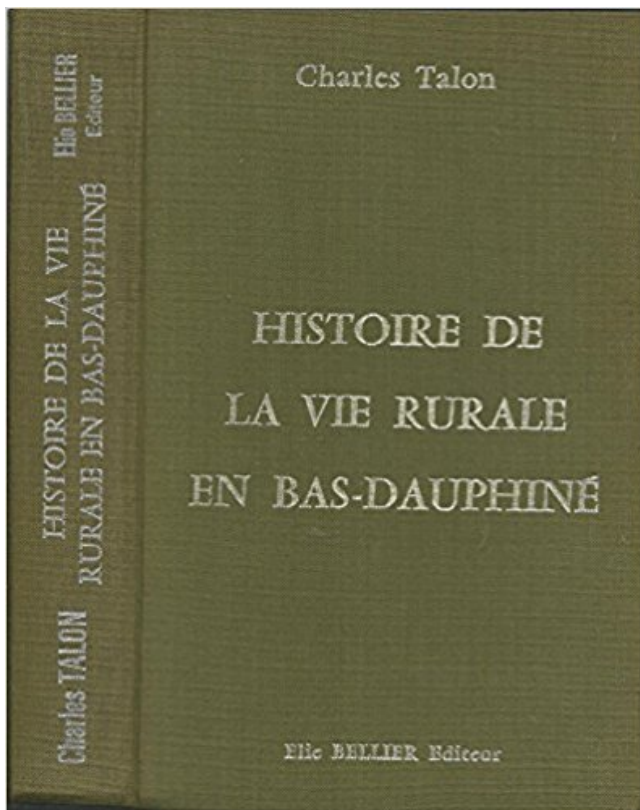 Charles Talon
HISTOIRE DE
LA VIE RURALE
EN BAS-DAUPHINÉ
Elie BELLIER Editeur
Charles TALON
HISTOIRE DE LA VIE
RURALE EN BAS-DAUPHINÉ
Elie BELLIER
Editeur